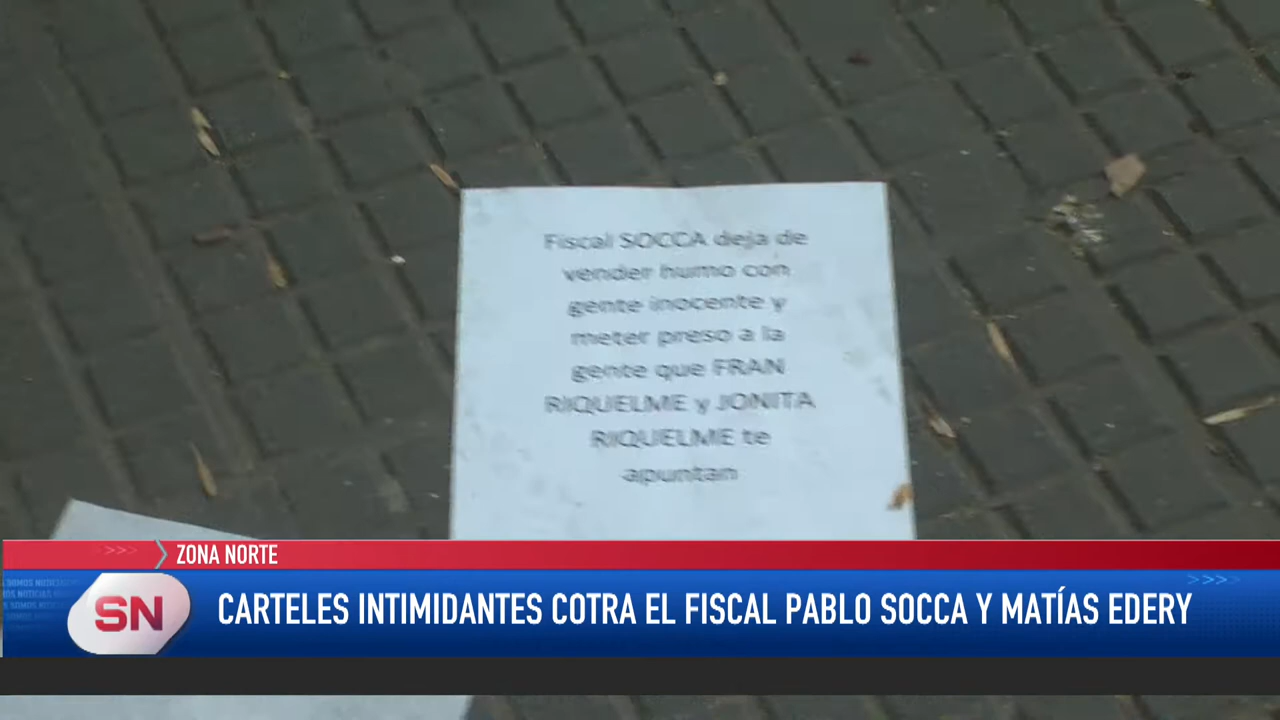 Fiscal SOCCA deja de
vender humo con
gente inocente y
meter preso a la
gente que FRAN
RIQUELME y JONITA
RIQUELME te
apuntan
ZONA NORTE
SN
CARTELES INTIMIDANTES COTRA EL FISCAL PABLO SOCCA Y MATÍAS EDERY